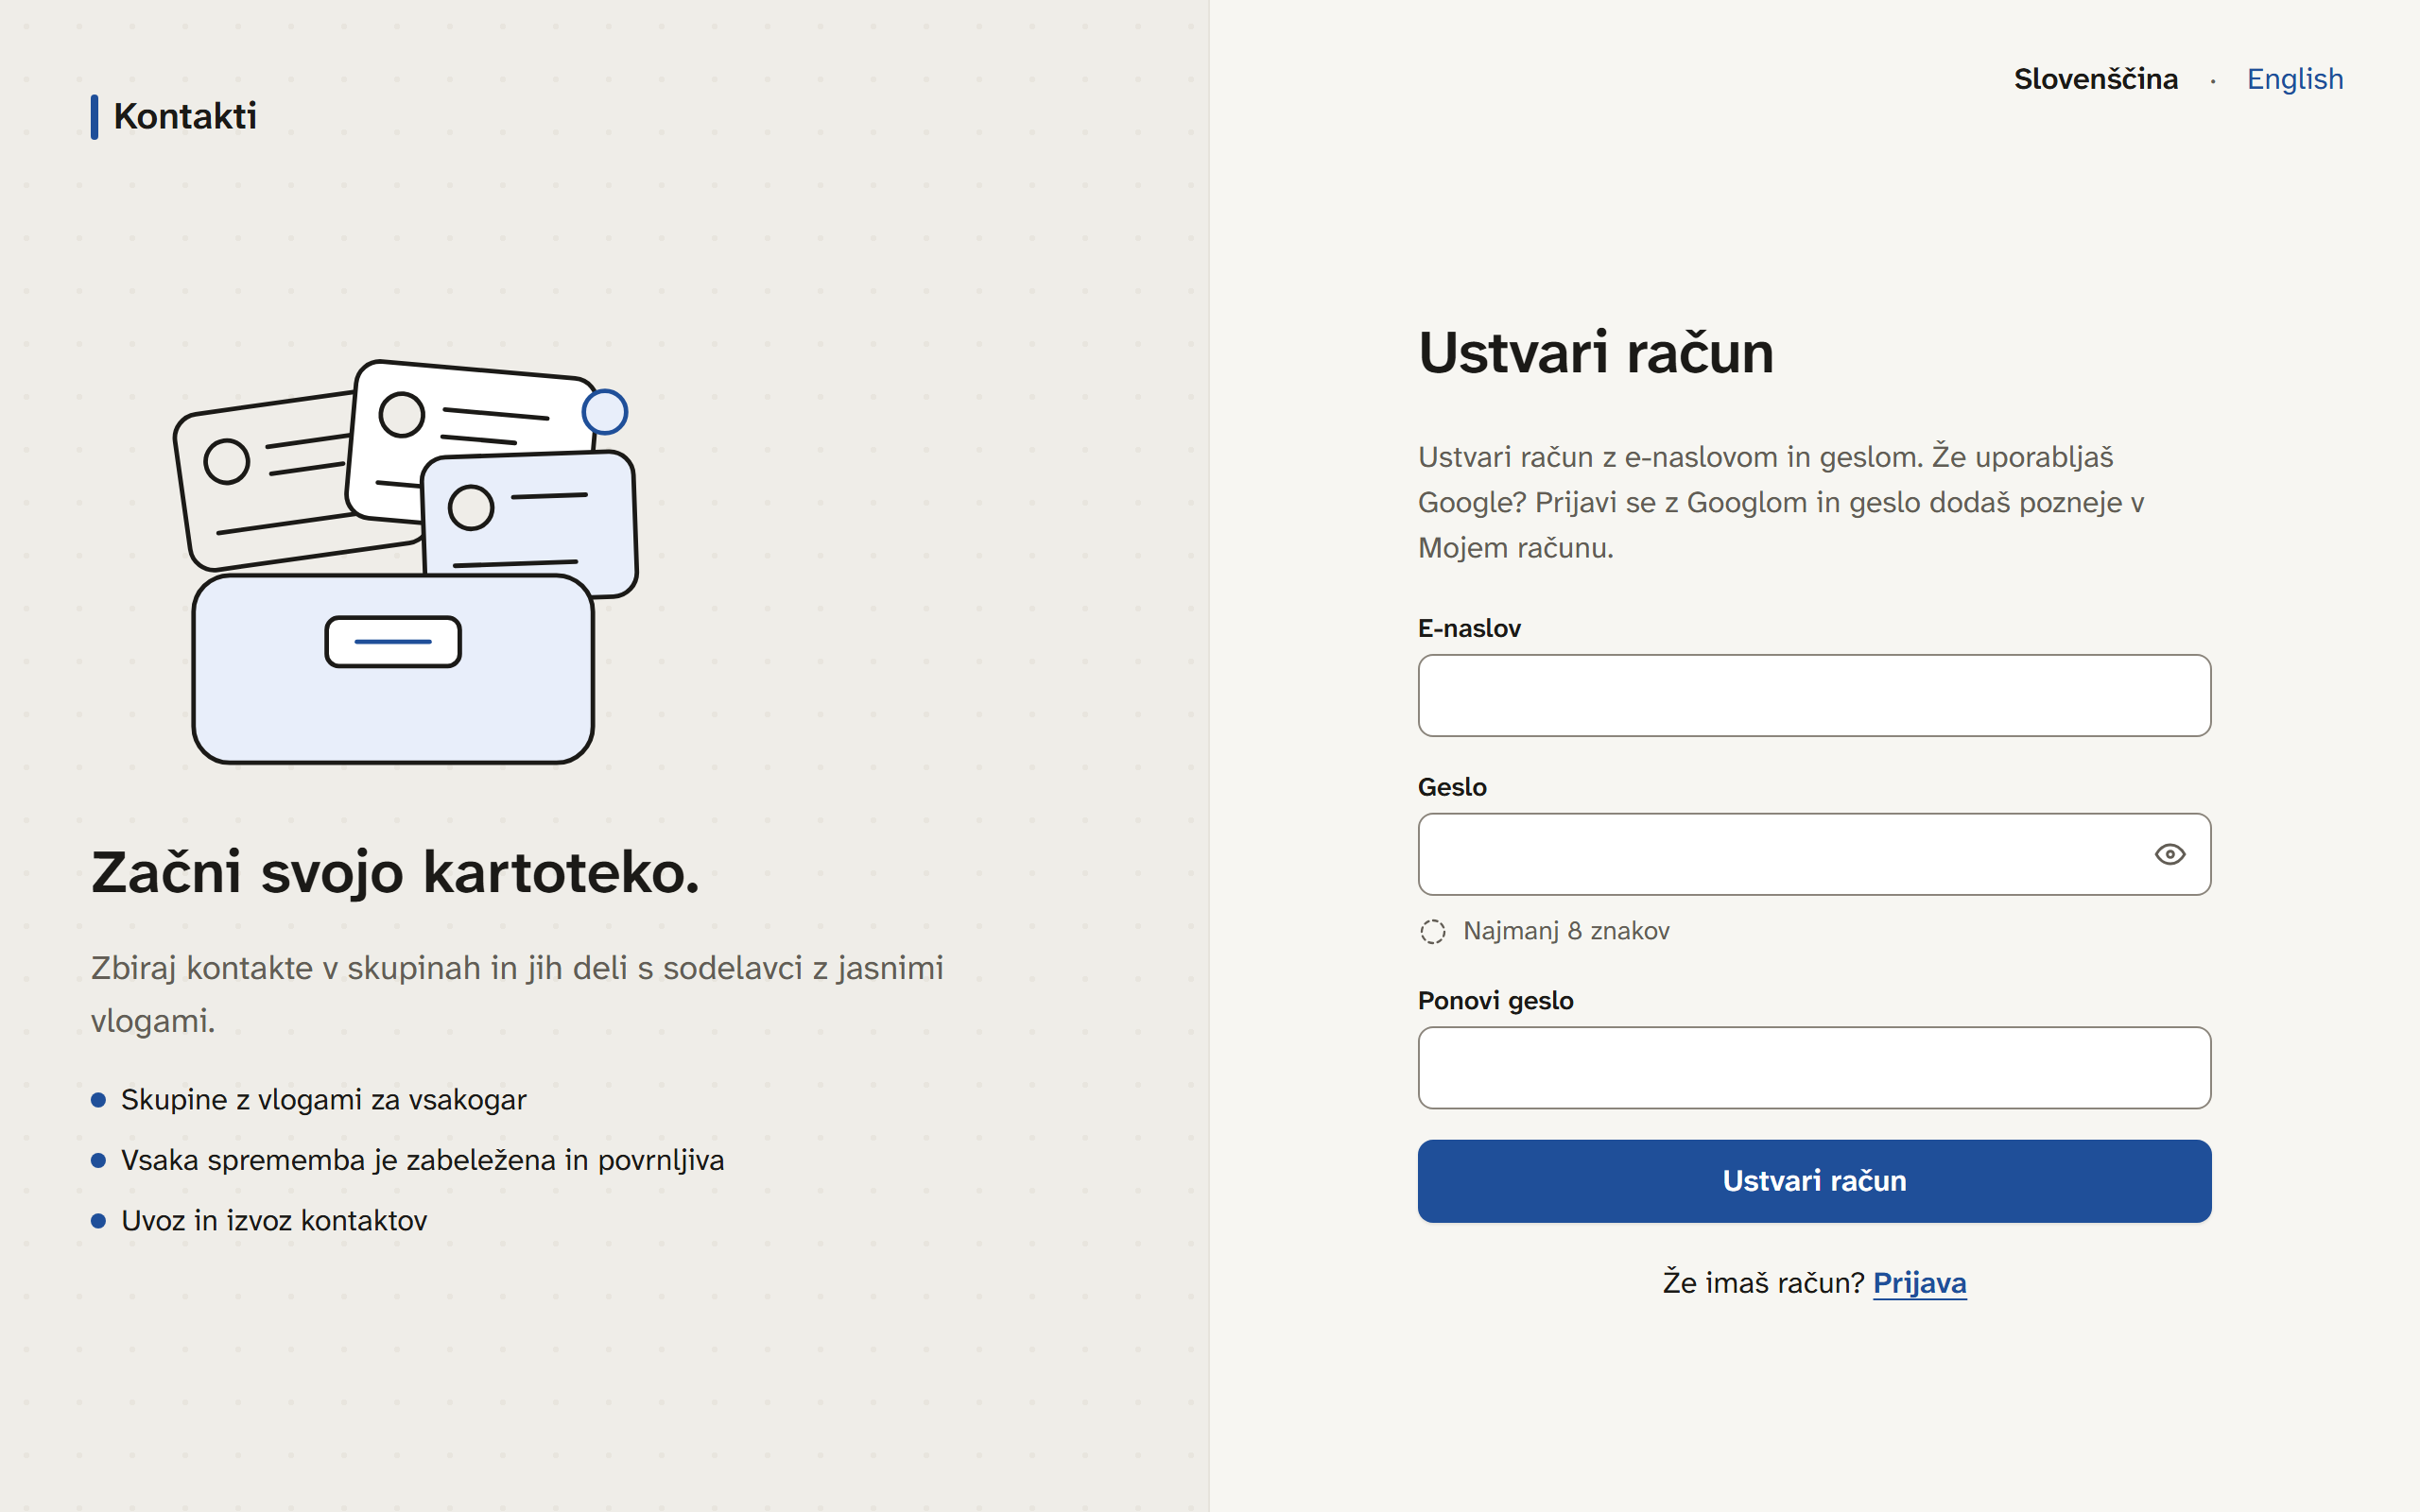 Kontakti
Začni svojo kartoteko.
Zbiraj kontakte v skupinah in jih deli s sodelavci z jasnimi
vlogami.
Skupine z vlogami za vsakogar
Vsaka sprememba je zabeležena in povrnljiva
Uvoz in izvoz kontaktov
Slovenščina · English
Ustvari račun
Ustvari račun z e-naslovom in geslom. Že uporabljaš
Google? Prijavi se z Googlom in geslo dodaš pozneje v
Mojem računu.
E-naslov
Geslo
Najmanj 8 znakov
Ponovi geslo
Ustvari račun
Že imaš račun? Prijava